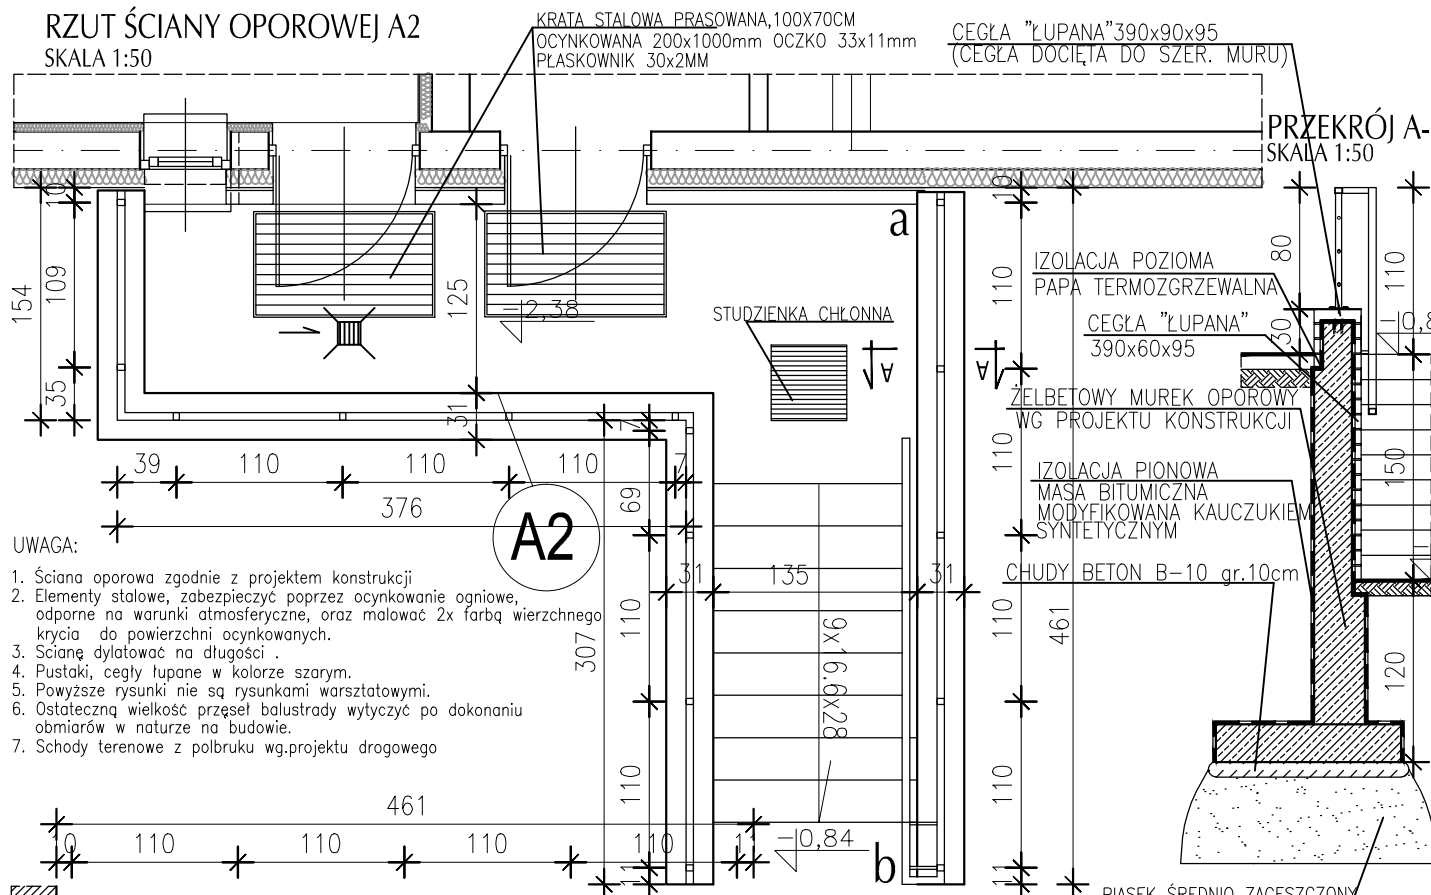 RZUT ŚCIANY OPOROWEJ A2
SKALA 1:50
KRATA STALOWA PRASOWANA,100X70CM
OCYNKOWANA 200x1000mm OCZKO 33x11mm
PŁASKOWNIK 30x2MM
CEGŁA "ŁUPANA"390x90x95
(CEGŁA DOCIĘTA DO SZER. MURU)
PRZEKRÓJ A-
SKALA 1:50
a
10
154
109
35
125
31
-2,38
STUDZIENKA CHŁONNA
A
A
10
110
110
110
110
11
461
80
30
110
150
120
IZOLACJA POZIOMA
PAPA TERMOZGRZEWALNA
CEGŁA "ŁUPANA"
390x60x95
ŻELBETOWY MUREK OPOROWY
WG PROJEKTU KONSTRUKCJI
IZOLACJA PIONOWA
MASA BITUMICZNA
MODYFIKOWANA KAUCZUKIEM
SYNTETYCZNYM
CHUDY BETON B-10 gr.10cm
39 110 110 110 7
376
A2
69
110
110
11
307
31 135 31
9x16,6x28
UWAGA:
1. Ściana oporowa zgodnie z projektem konstrukcji
2. Elementy stalowe, zabezpieczyć poprzez ocynkowanie ogniowe,
odporne na warunki atmosferyczne, oraz malować 2x farbą wierzchnego
krycia do powierzchni ocynkowanych.
3. Scianę dylatować na długości .
4. Pustaki, cegły łupane w kolorze szarym.
5. Powyższe rysunki nie są rysunkami warsztatowymi.
6. Ostateczną wielkość przęseł balustrady wytyczyć po dokonaniu
obmiarów w naturze na budowie.
7. Schody terenowe z polbruku wg.projektu drogowego
461
110 110 110 110 11
-0,84
b
PIASEK ŚREDNIO ZAGĘSZCZONY